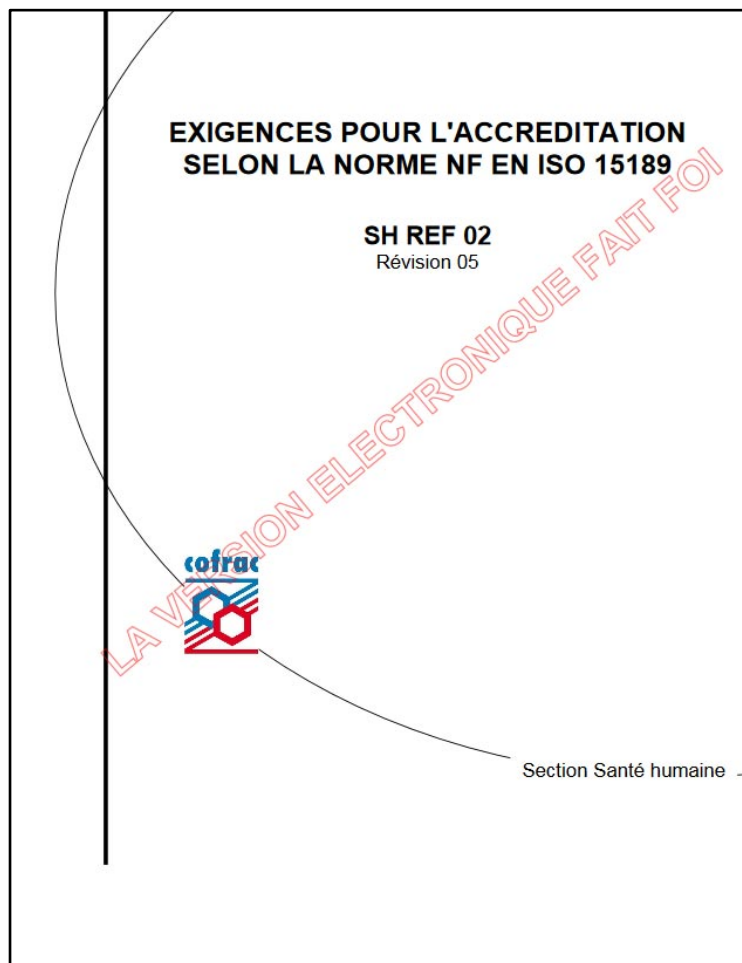 EXIGENCES POUR L'ACCREDITATION
SELON LA NORME NF EN ISO 15189
SH REF 02
Révision 05
LA VERSION ELECTRONIQUE FAIT FOI
cofrac
Section Santé humaine